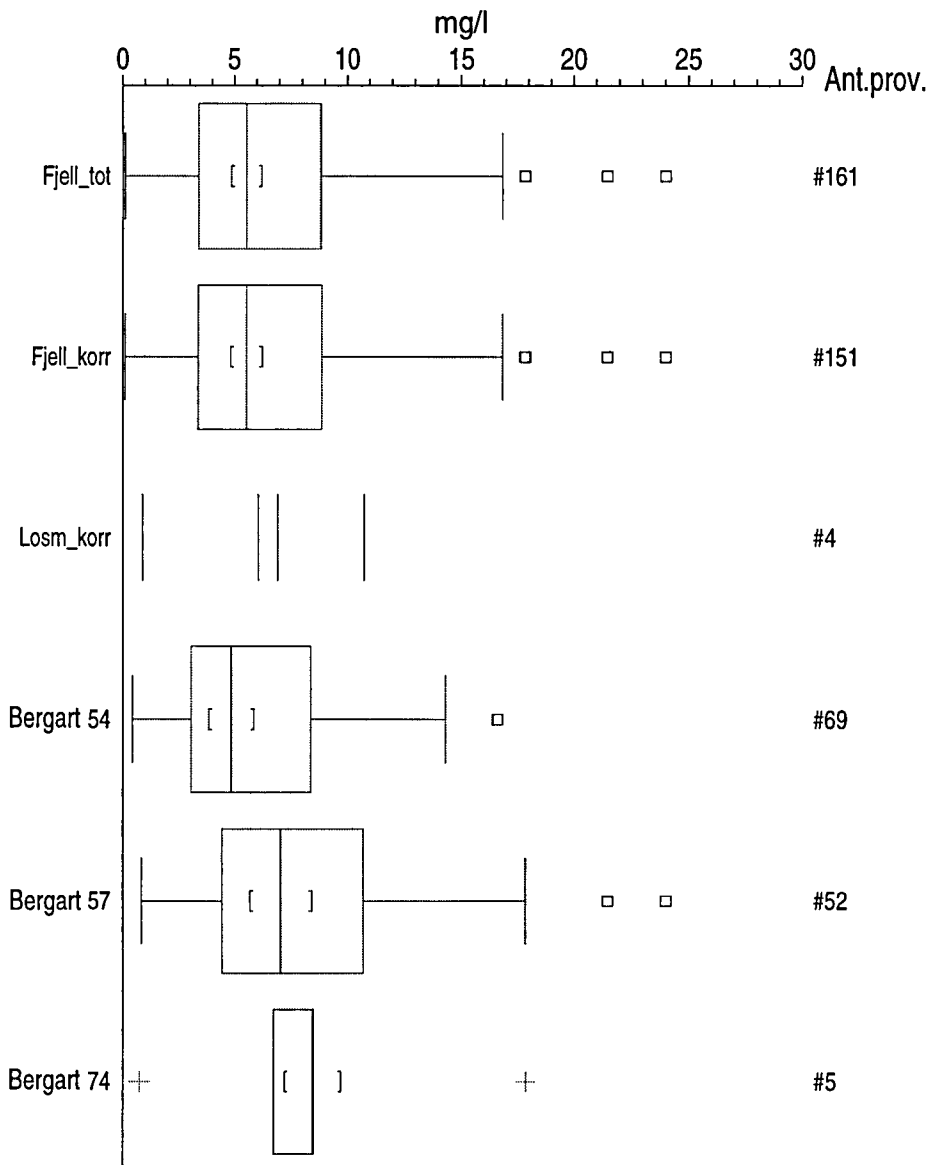 mg/l
0 5 10 15 20 25 30 Ant.prov.
Fjell_tot #161
Fjell_korr #151
Losm_korr #4
Bergart 54 #69
Bergart 57 #52
Bergart 74 #5